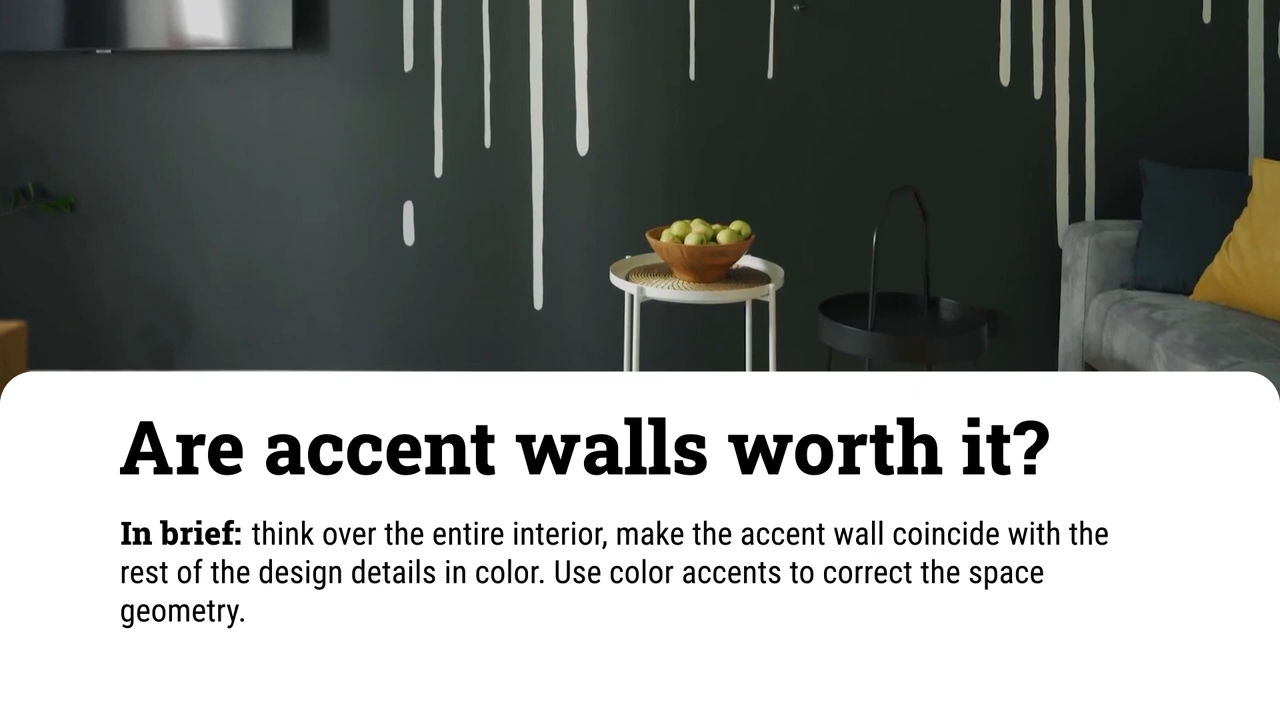 Are accent walls worth it?
In brief: think over the entire interior, make the accent wall coincide with the
rest of the design details in color. Use color accents to correct the space
geometry.